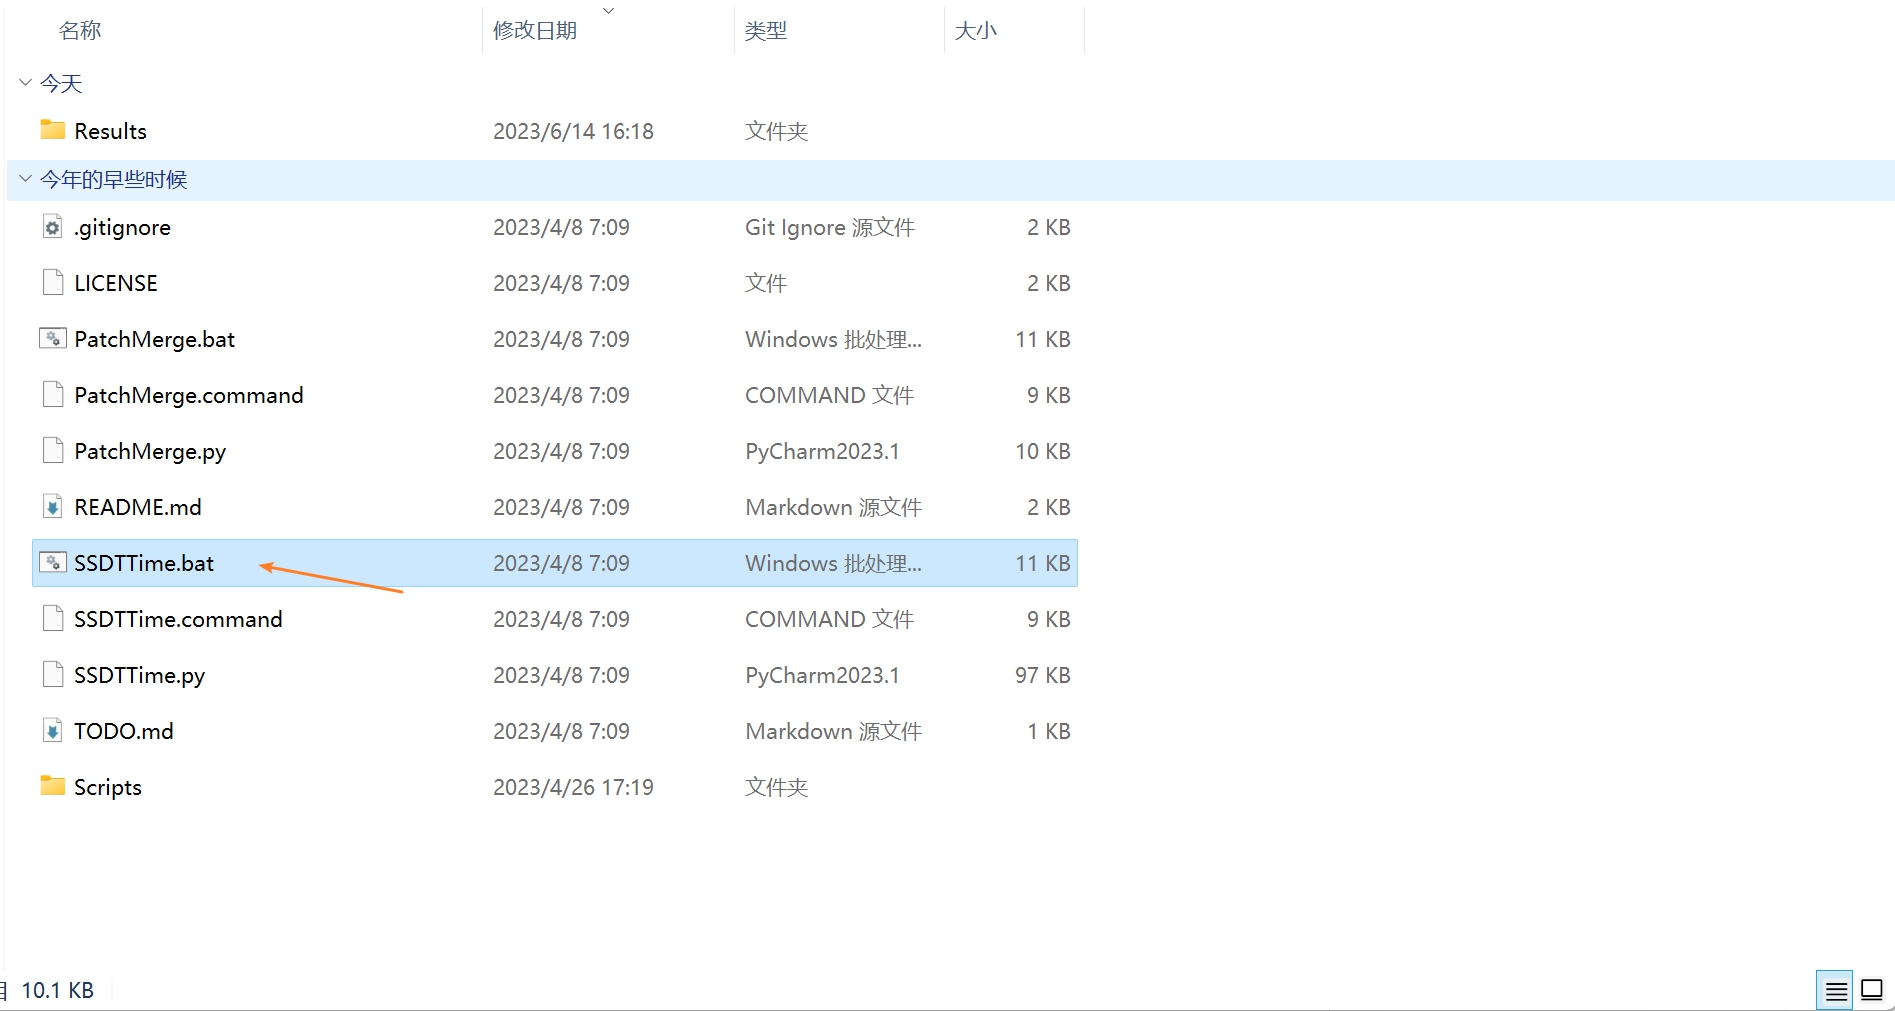 名称 修改日期 类型 大小
今天
Results 2023/6/14 16:18 文件夹
今年的早些时候
.gitignore 2023/4/8 7:09 Git Ignore 源文件 2 KB
LICENSE 2023/4/8 7:09 文件 2 KB
PatchMerge.bat 2023/4/8 7:09 Windows 批处理... 11 KB
PatchMerge.command 2023/4/8 7:09 COMMAND 文件 9 KB
PatchMerge.py 2023/4/8 7:09 PyCharm2023.1 10 KB
README.md 2023/4/8 7:09 Markdown 源文件 2 KB
SSDTTime.bat 2023/4/8 7:09 Windows 批处理... 11 KB
SSDTTime.command 2023/4/8 7:09 COMMAND 文件 9 KB
SSDTTime.py 2023/4/8 7:09 PyCharm2023.1 97 KB
TODO.md 2023/4/8 7:09 Markdown 源文件 1 KB
Scripts 2023/4/26 17:19 文件夹
10.1 KB